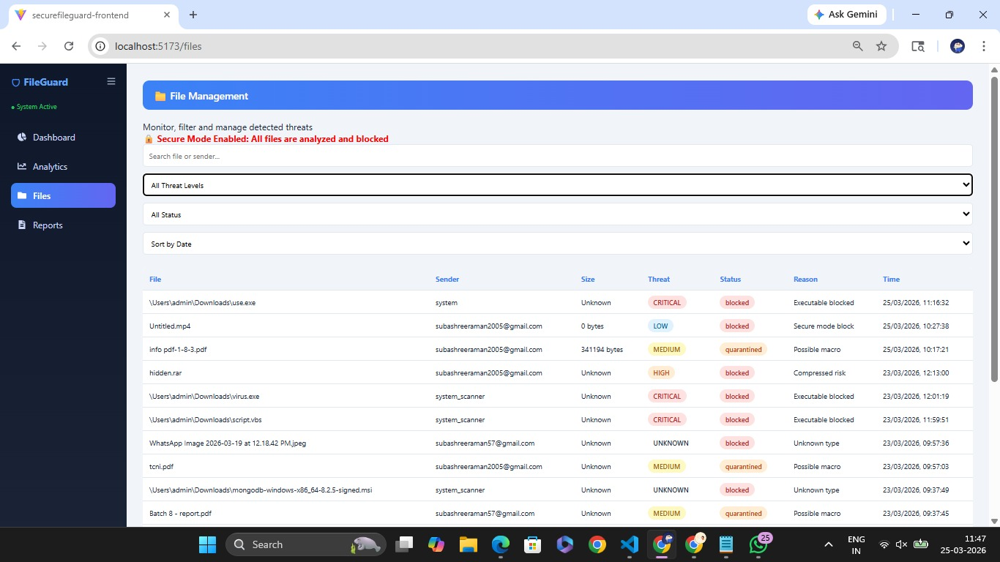 securefileguard-frontend
Ask Gemini
localhost:5173/files
FileGuard
● System Active
Dashboard
Analytics
Files
Reports
File Management
Monitor, filter and manage detected threats
Secure Mode Enabled: All files are analyzed and blocked
Search file or sender...
All Threat Levels
All Status
Sort by Date
File Sender Size Threat Status Reason Time
\Users\admin\Downloads\use.exe system Unknown CRITICAL blocked Executable blocked 25/03/2026, 11:16:32
Untitled.mp4 subashreeraman2005@gmail.com 0 bytes LOW blocked Secure mode block 25/03/2026, 10:27:38
info pdf-1-8-3.pdf subashreeraman2005@gmail.com 341194 bytes MEDIUM quarantined Possible macro 25/03/2026, 10:17:21
hidden.rar subashreeraman2005@gmail.com Unknown HIGH blocked Compressed risk 23/03/2026, 12:13:00
\Users\admin\Downloads\virus.exe system_scanner Unknown CRITICAL blocked Executable blocked 23/03/2026, 12:01:19
\Users\admin\Downloads\script.vbs system_scanner Unknown CRITICAL blocked Executable blocked 23/03/2026, 11:59:51
WhatsApp Image 2026-03-19 at 12.18.42 PM.jpeg subashreeraman57@gmail.com Unknown UNKNOWN blocked Unknown type 23/03/2026, 09:57:36
tcni.pdf subashreeraman2005@gmail.com Unknown MEDIUM quarantined Possible macro 23/03/2026, 09:57:03
\Users\admin\Downloads\mongodb-windows-x86_64-8.2.5-signed.msi system_scanner Unknown UNKNOWN blocked Unknown type 23/03/2026, 09:37:49
Batch 8 - report.pdf subashreeraman57@gmail.com Unknown MEDIUM quarantined Possible macro 23/03/2026, 09:37:45
Search
25
ENG
IN
11:47
25-03-2026